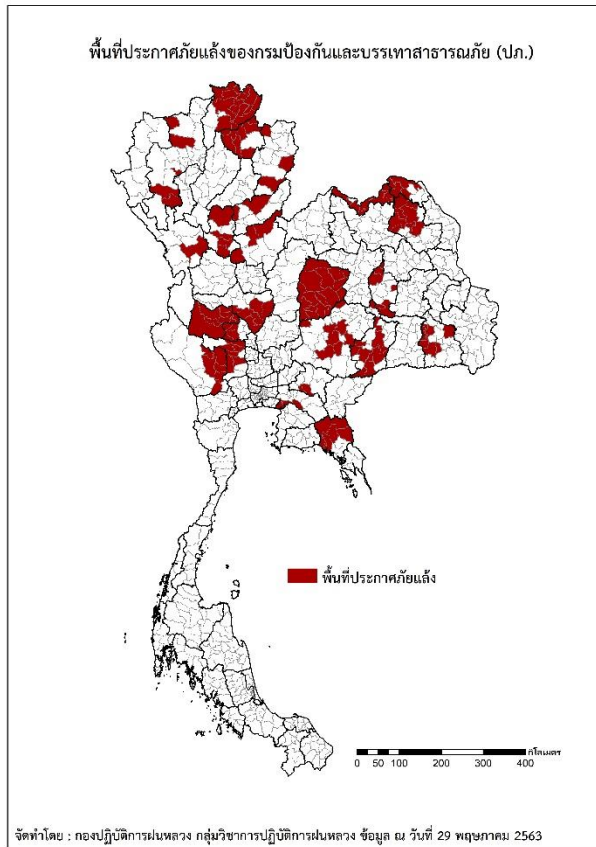 พื้นที่ประกาศภัยแล้งของกรมป้องกันและบรรเทาสาธารณภัย (ปภ.)
พื้นที่ประกาศภัยแล้ง
กิโลเมตร
0 50 100 200 300 400
จัดทำโดย : กองปฏิบัติการฝนหลวง กลุ่มวิชาการปฏิบัติการฝนหลวง ข้อมูล ณ วันที่ 29 พฤษภาคม 2563